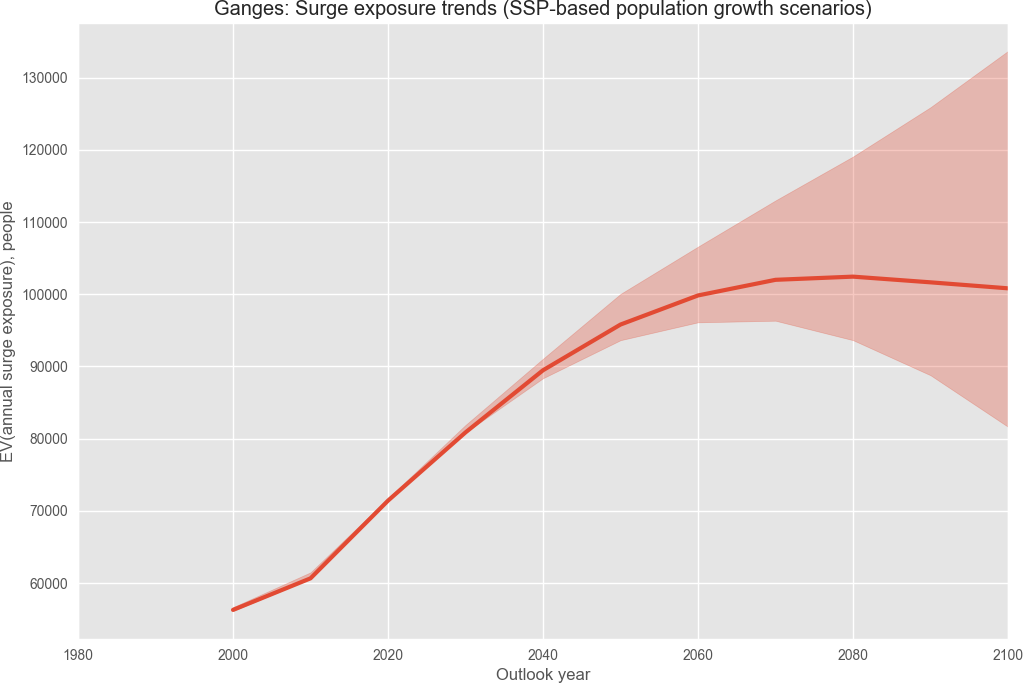 Ganges: Surge exposure trends (SSP-based population growth scenarios)
EV(annual surge exposure), people
130000
120000
110000
100000
90000
80000
70000
60000
1980 2000 2020 2040 2060 2080 2100
Outlook year